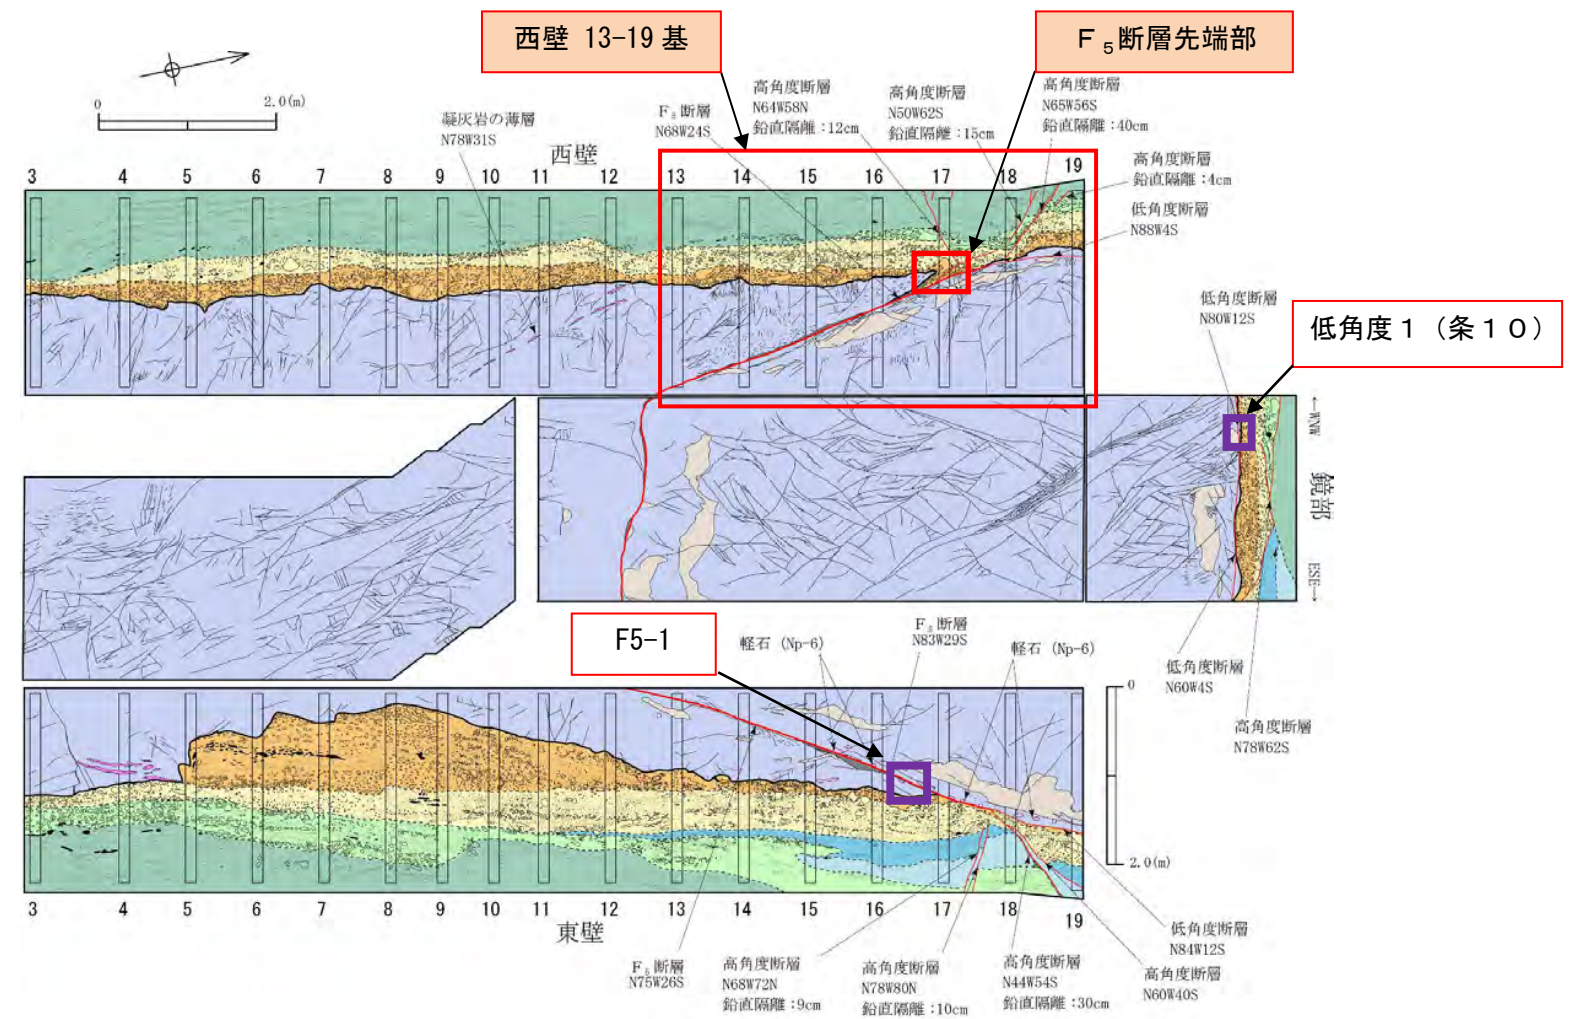 西壁 13-19 基
F₅断層先端部
0
2.0(m)
凝灰岩の薄層
N78W31S
F₅断層
N68W24S
高角度断層
N64W58N
鉛直隔離:12cm
高角度断層
N50W62S
鉛直隔離:15cm
高角度断層
N65W56S
鉛直隔離:40cm
高角度断層
鉛直隔離:4cm
低角度断層
N88W4S
西壁
3 4 5 6 7 8 9 10 11 12 13 14 15 16 17 18 19
低角度断層
N80W12S
低角度1(条10)
←WNW
鏡部
ESE→
F5-1
軽石 (Np-6)
F₅断層
N83W29S
軽石 (Np-6)
低角度断層
N60W4S
高角度断層
N78W62S
0
2.0(m)
3 4 5 6 7 8 9 10 11 12 13 14 15 16 17 18 19
東壁
F₅断層
N75W26S
高角度断層
N68W72N
鉛直隔離:9cm
高角度断層
N78W80N
鉛直隔離:10cm
高角度断層
N44W54S
鉛直隔離:30cm
低角度断層
N84W12S
高角度断層
N60W40S